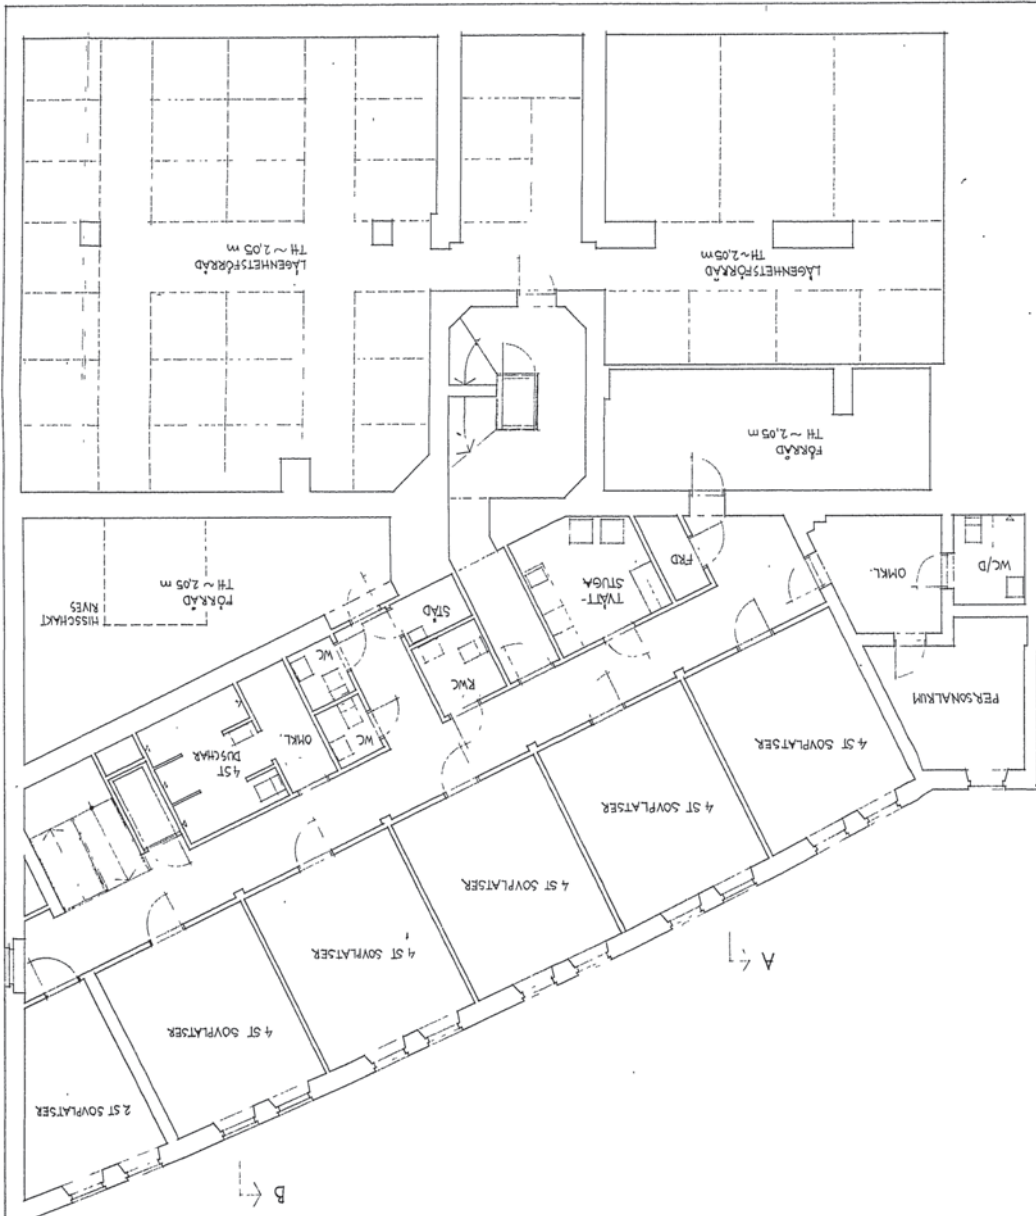 B
2 ST SOVPLATSER
4 ST SOVPLATSER
A
4 ST SOVPLATSER
4 ST SOVPLATSER
4 ST SOVPLATSER
4 ST SOVPLATSER
4 ST
DUSCHAR
OMKL.
WC
PERSONALRUM
RWC
WC
STÄD
HISSCHAKT
RIVES
FÖRRÅD
TH ~ 2,05 m
TVÄTT-
STUGA
FRD
OMKL.
WC/D
FÖRRÅD
TH ~ 2,05 m
LÄGENHETSFÖRRÅD
TH~2,05m
LÄGENHETSFÖRRÅD
TH ~ 2,05 m